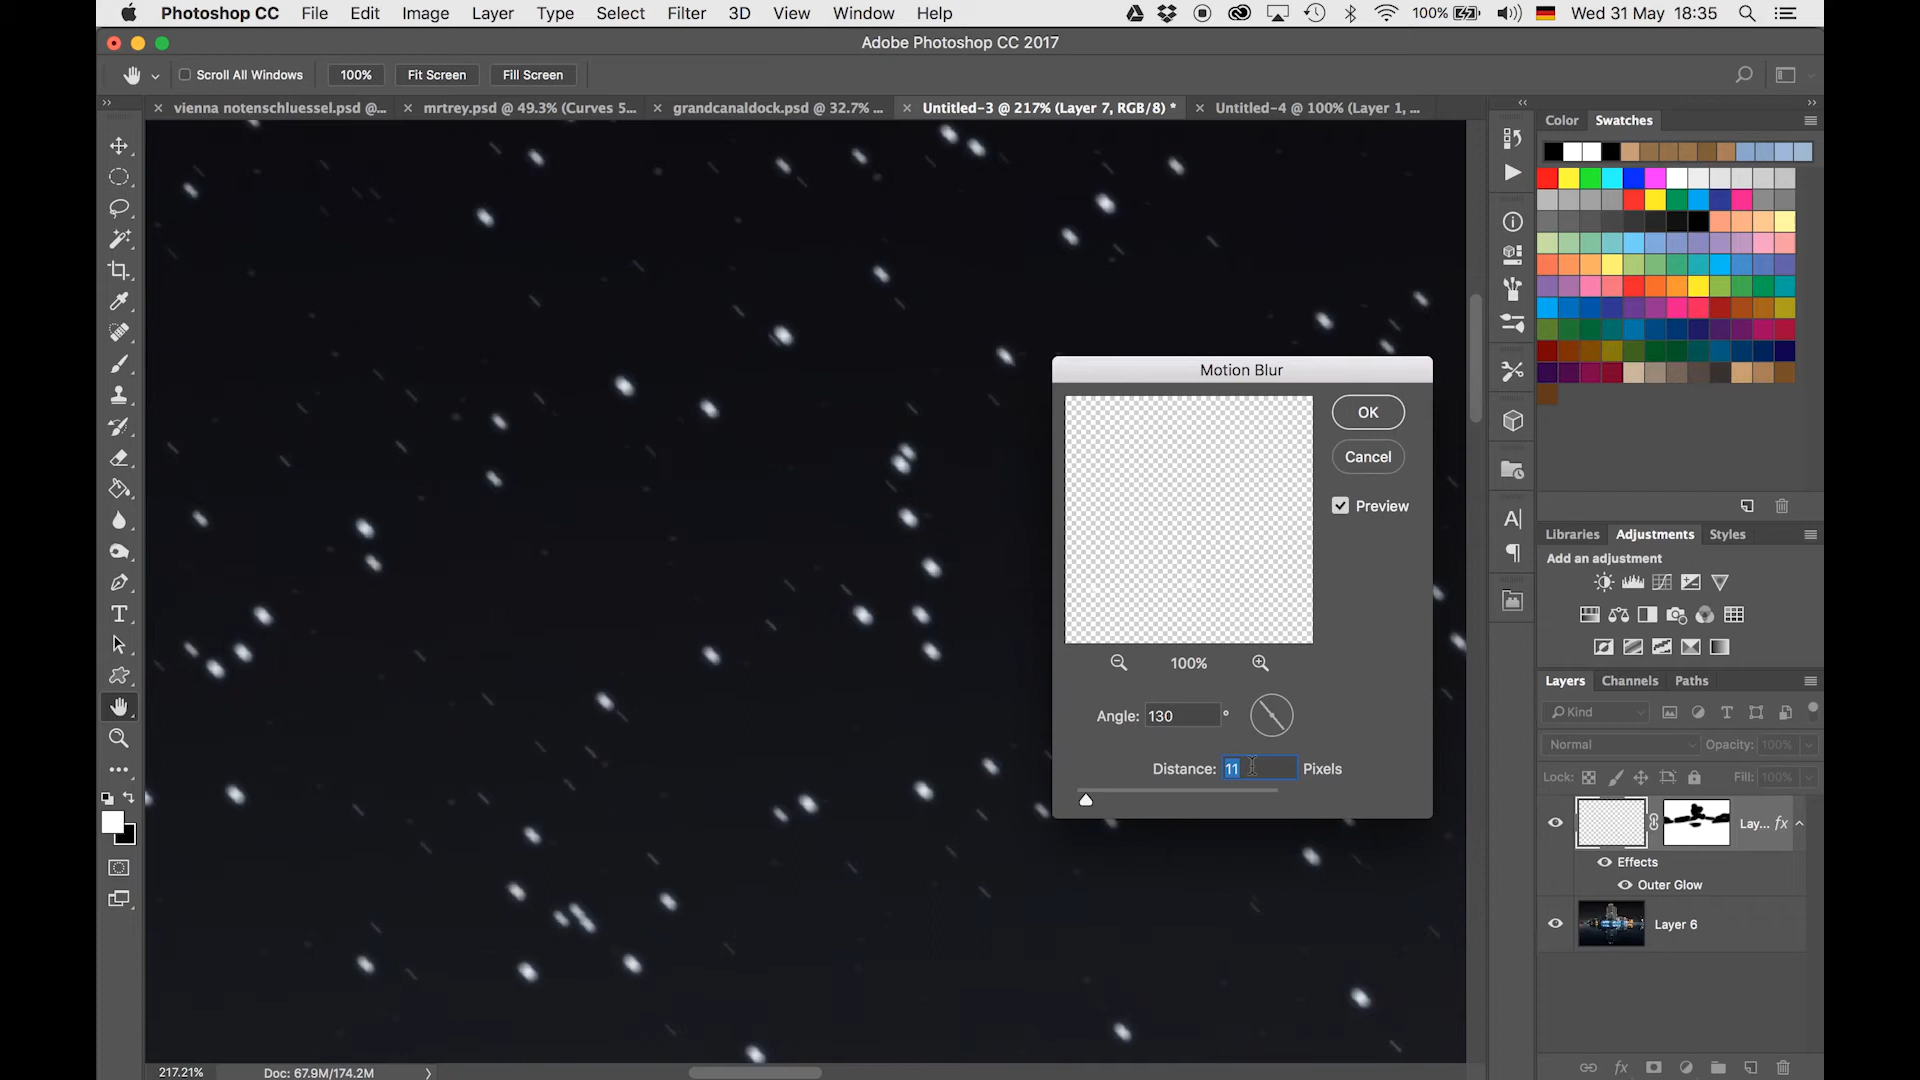 Photoshop CC File Edit Image Layer Type Select Filter 3D View Window Help 100% Wed 31 May 18:35
Adobe Photoshop CC 2017
Scroll All Windows 100% Fit Screen Fill Screen
vienna notenschluessel.psd @... mrtrey.psd @ 49.3% (Curves 5... grandcanaldock.psd @ 32.7% ... Untitled-3 @ 217% (Layer 7, RGB/8) * Untitled-4 @ 100% (Layer 1, ...
Color Swatches
Motion Blur
OK
Cancel
Preview
100%
Angle: 130 °
Distance: 11 Pixels
Libraries Adjustments Styles
Add an adjustment
Layers Channels Paths
Kind
Normal Opacity: 100%
Lock: Fill: 100%
Lay... fx
Effects
Outer Glow
Layer 6
fx
217.21% Doc: 67.9M/174.2M